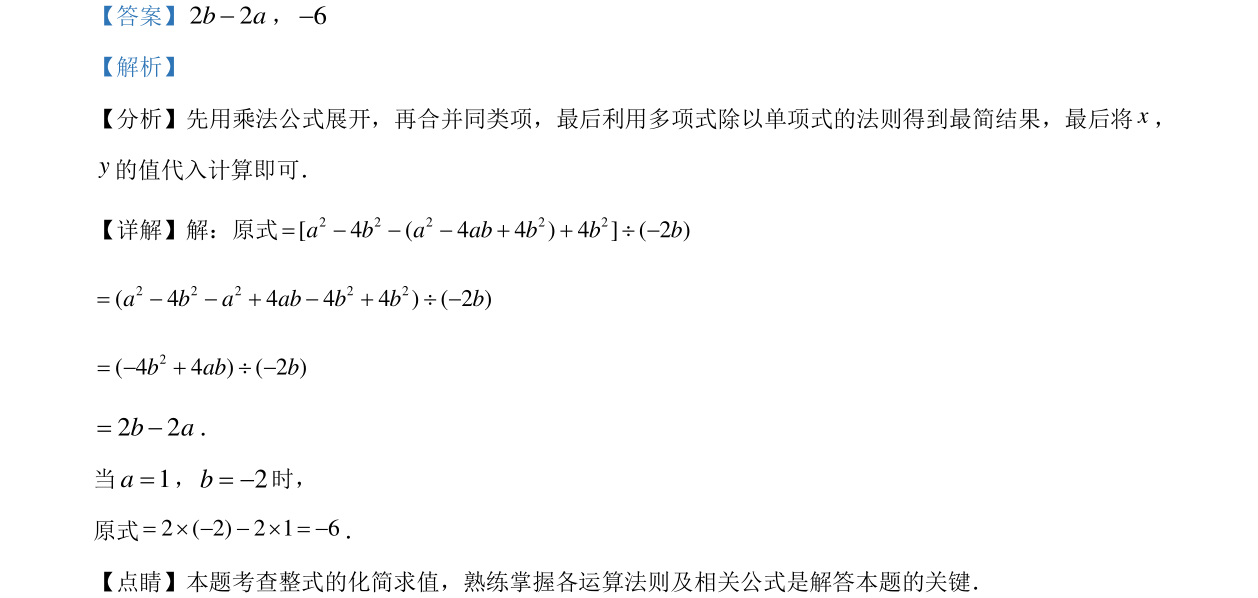 【答案】2b－2a，－6
【解析】
【分析】先用乘法公式展开，再合并同类项，最后利用多项式除以单项式的法则得到最简结果，最后将 x，
y 的值代入计算即可．
【详解】解：原式=[a²－4b²－(a²－4ab+4b²)+4b²]÷(－2b)
=(a²－4b²－a²+4ab－4b²+4b²)÷(－2b)
=(－4b²+4ab)÷(－2b)
=2b－2a．
当a=1，b=－2时，
原式=2×(－2)－2×1=－6．
【点睛】本题考查整式的化简求值，熟练掌握各运算法则及相关公式是解答本题的关键．